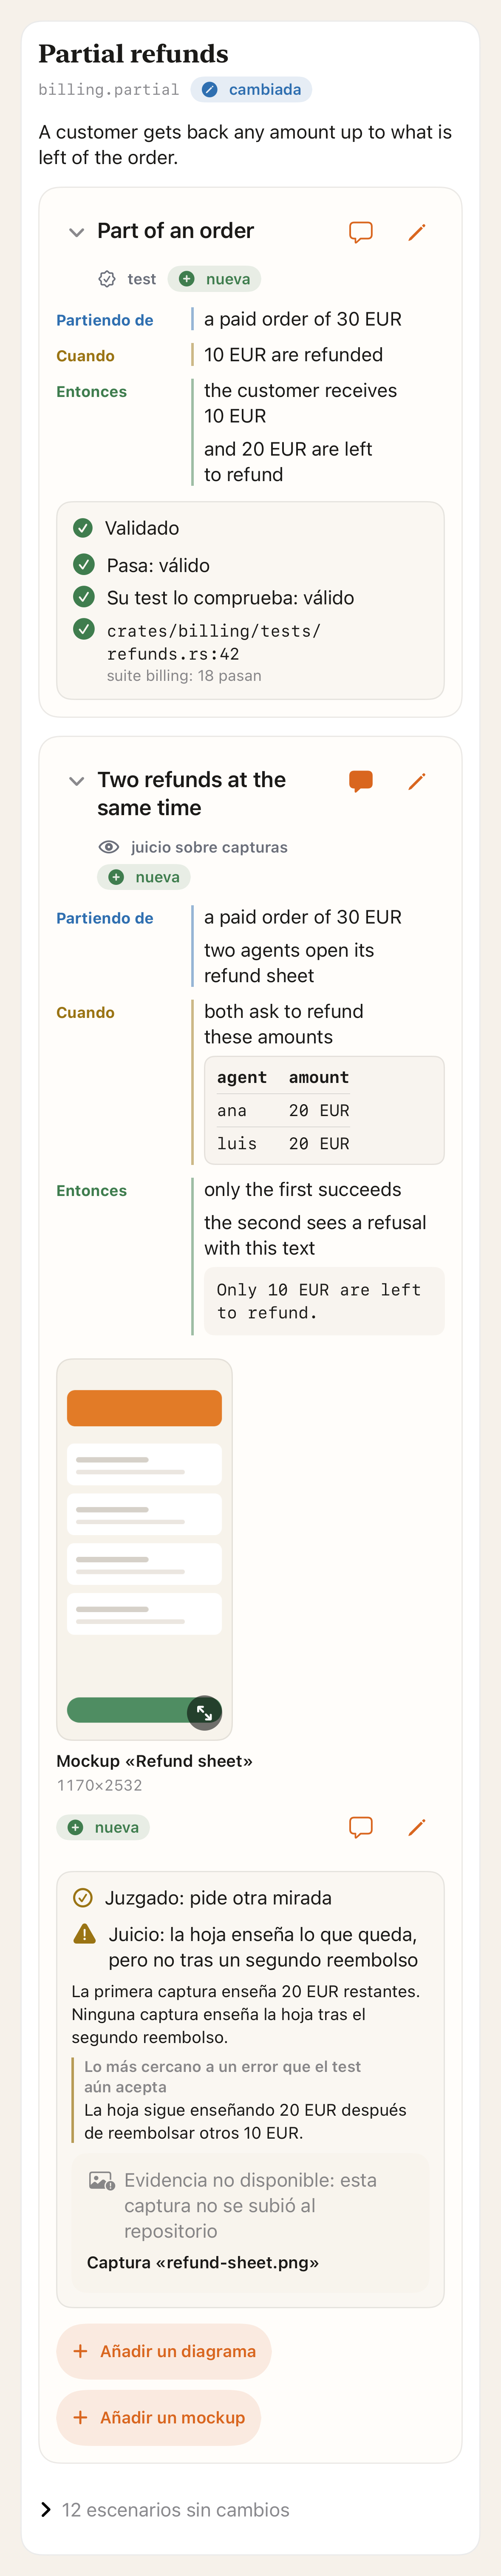 Partial refunds
billing.partial cambiada
A customer gets back any amount up to what is
left of the order.
Part of an order
test nueva
Partiendo de a paid order of 30 EUR
Cuando 10 EUR are refunded
Entonces the customer receives
10 EUR
and 20 EUR are left
to refund
Validado
Pasa: válido
Su test lo comprueba: válido
crates/billing/tests/
refunds.rs:42
suite billing: 18 pasan
Two refunds at the
same time
juicio sobre capturas
nueva
Partiendo de a paid order of 30 EUR
two agents open its
refund sheet
Cuando both ask to refund
these amounts
agent amount
ana 20 EUR
luis 20 EUR
Entonces only the first succeeds
the second sees a refusal
with this text
Only 10 EUR are left
to refund.
Mockup «Refund sheet»
1170×2532
nueva
Juzgado: pide otra mirada
Juicio: la hoja enseña lo que queda,
pero no tras un segundo reembolso
La primera captura enseña 20 EUR restantes.
Ninguna captura enseña la hoja tras el
segundo reembolso.
Lo más cercano a un error que el test
aún acepta
La hoja sigue enseñando 20 EUR después
de reembolsar otros 10 EUR.
Evidencia no disponible: esta
captura no se subió al
repositorio
Captura «refund-sheet.png»
Añadir un diagrama
Añadir un mockup
12 escenarios sin cambios